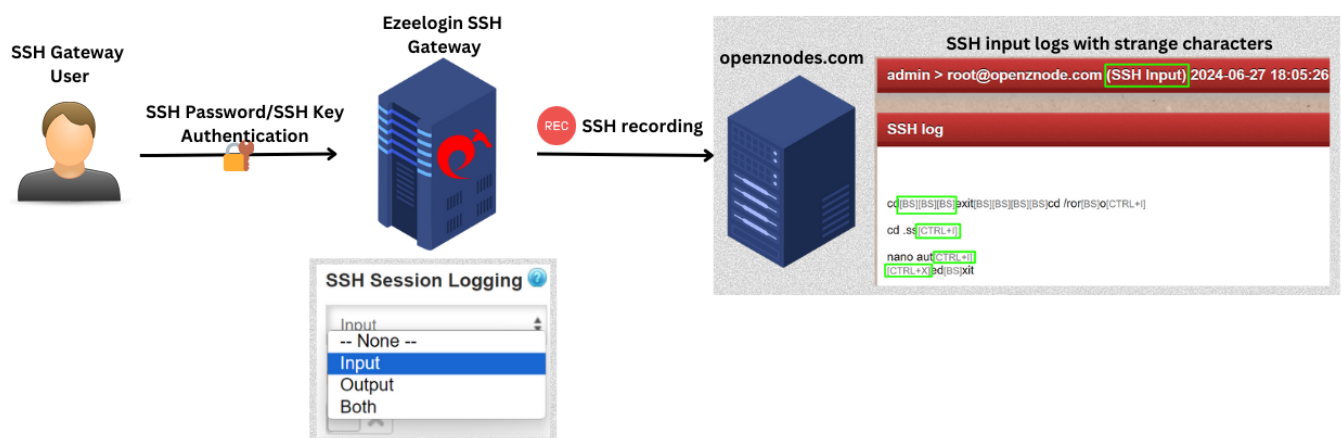 SSH Gateway
User
SSH Password/SSH Key
Authentication
Ezeelogin SSH
Gateway
REC
SSH recording
openznodes.com
SSH input logs with strange characters
admin > root@openznode.com (SSH Input) 2024-06-27 18:05:26
SSH log
cd[BS][BS][BS]exit[BS][BS][BS][BS]cd /ror[BS]o[CTRL+I]
cd .ss[CTRL+I]
nano aut[CTRL+I]
[CTRL+X]ed[BS]xit
SSH Session Logging ?
Input
-- None --
Input
Output
Both